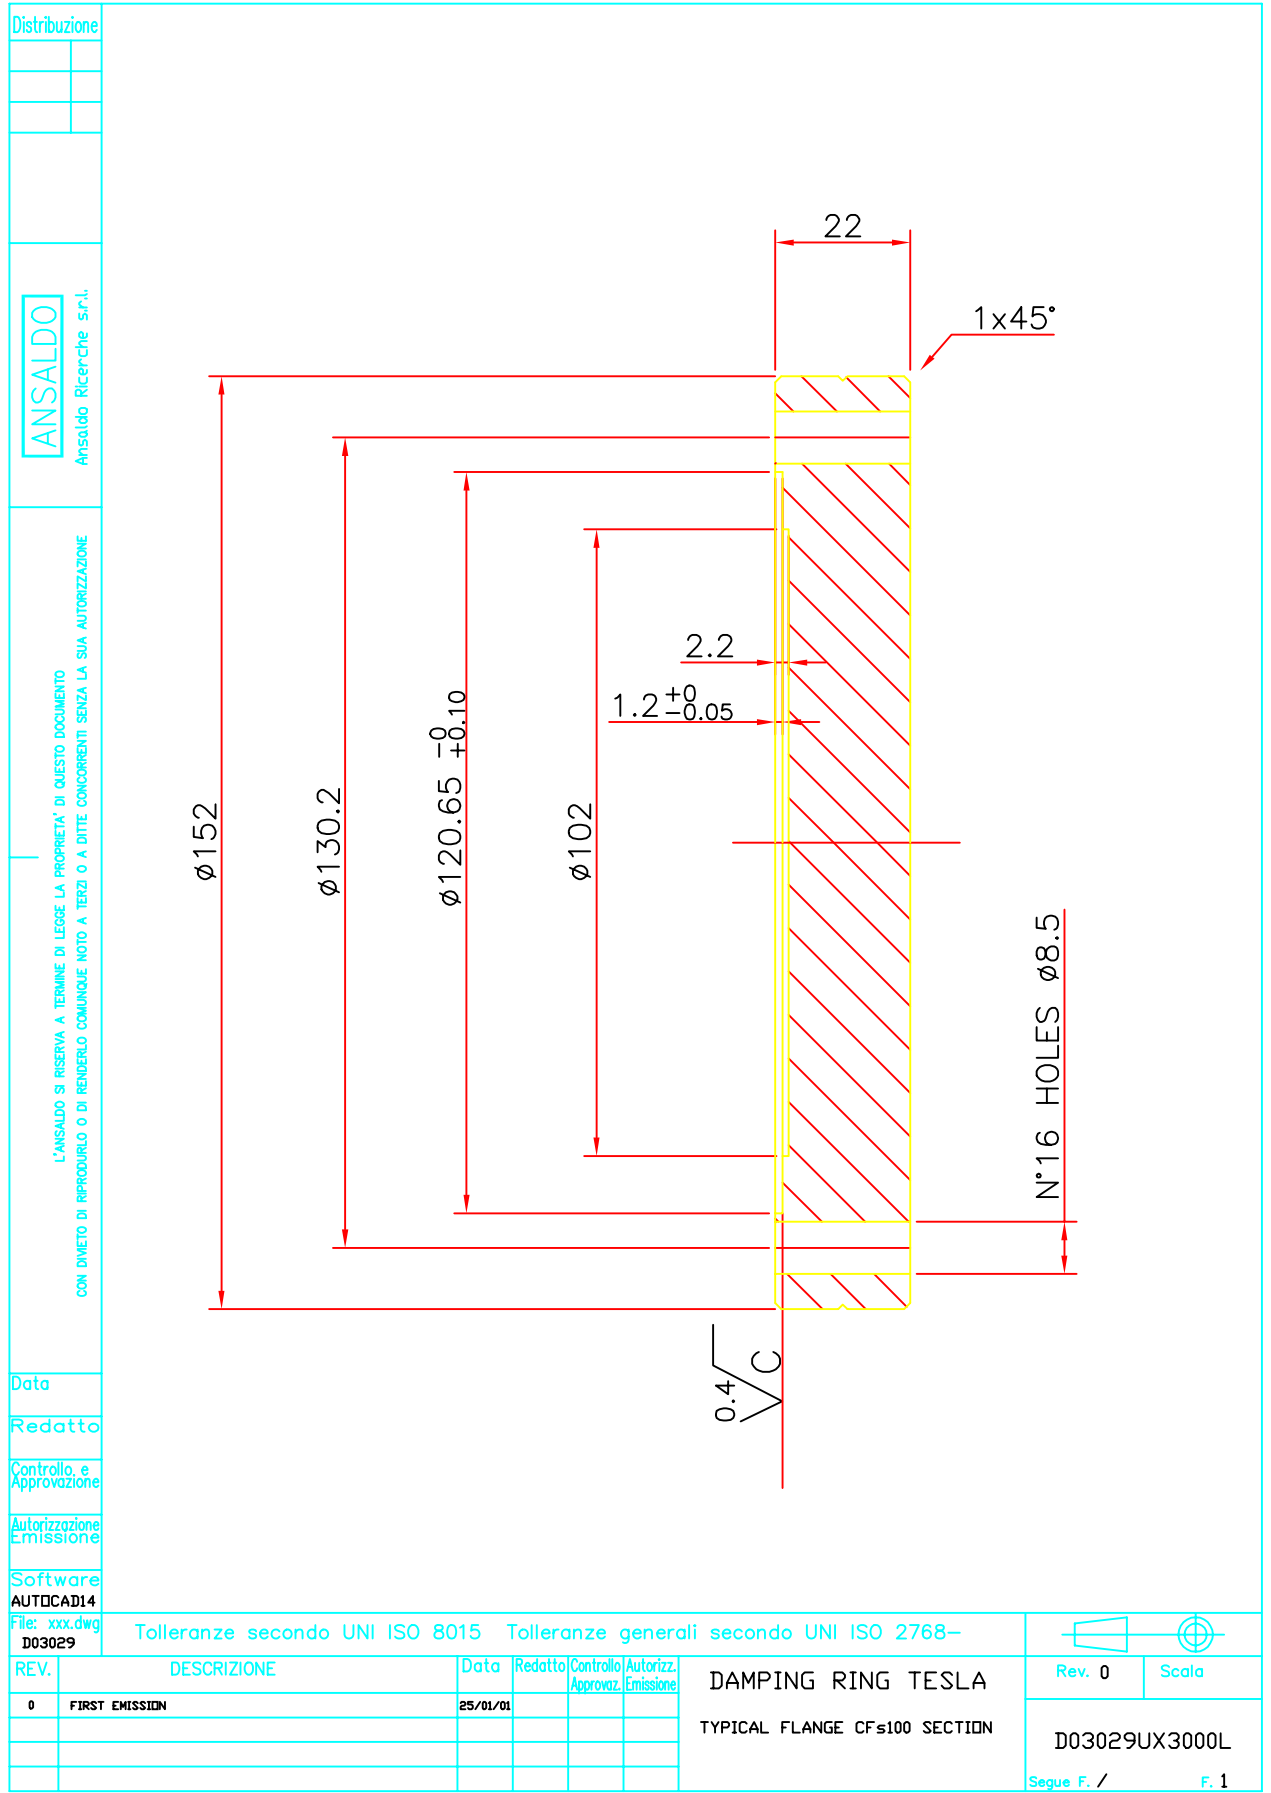 Distribuzione
ANSALDO
Ansaldo Ricerche s.r.l.
L'ANSALDO SI RISERVA A TERMINE DI LEGGE LA PROPRIETA' DI QUESTO DOCUMENTO
CON DIVIETO DI RIPRODURLO O DI RENDERLO COMUNQUE NOTO A TERZI O A DITTE CONCORRENTI SENZA LA SUA AUTORIZZAZIONE
22
1x45°
2.2
1.2 +0 -0.05
ø152
ø130.2
ø120.65 -0 +0.10
ø102
N°16 HOLES ø8.5
0.4
C
Data
Redatto
Controllo. e
Approvazione
Autorizzazione
Emissione
Software
AUTOCAD14
File: xxx.dwg
D03029
Tolleranze secondo UNI ISO 8015 Tolleranze generali secondo UNI ISO 2768-
REV. DESCRIZIONE Data Redatto Controllo Approvaz. Autorizz. Emissione
0 FIRST EMISSION 25/01/01
DAMPING RING TESLA
TYPICAL FLANGE CFs100 SECTION
Rev. 0 Scala
D03029UX3000L
Segue F. / F. 1